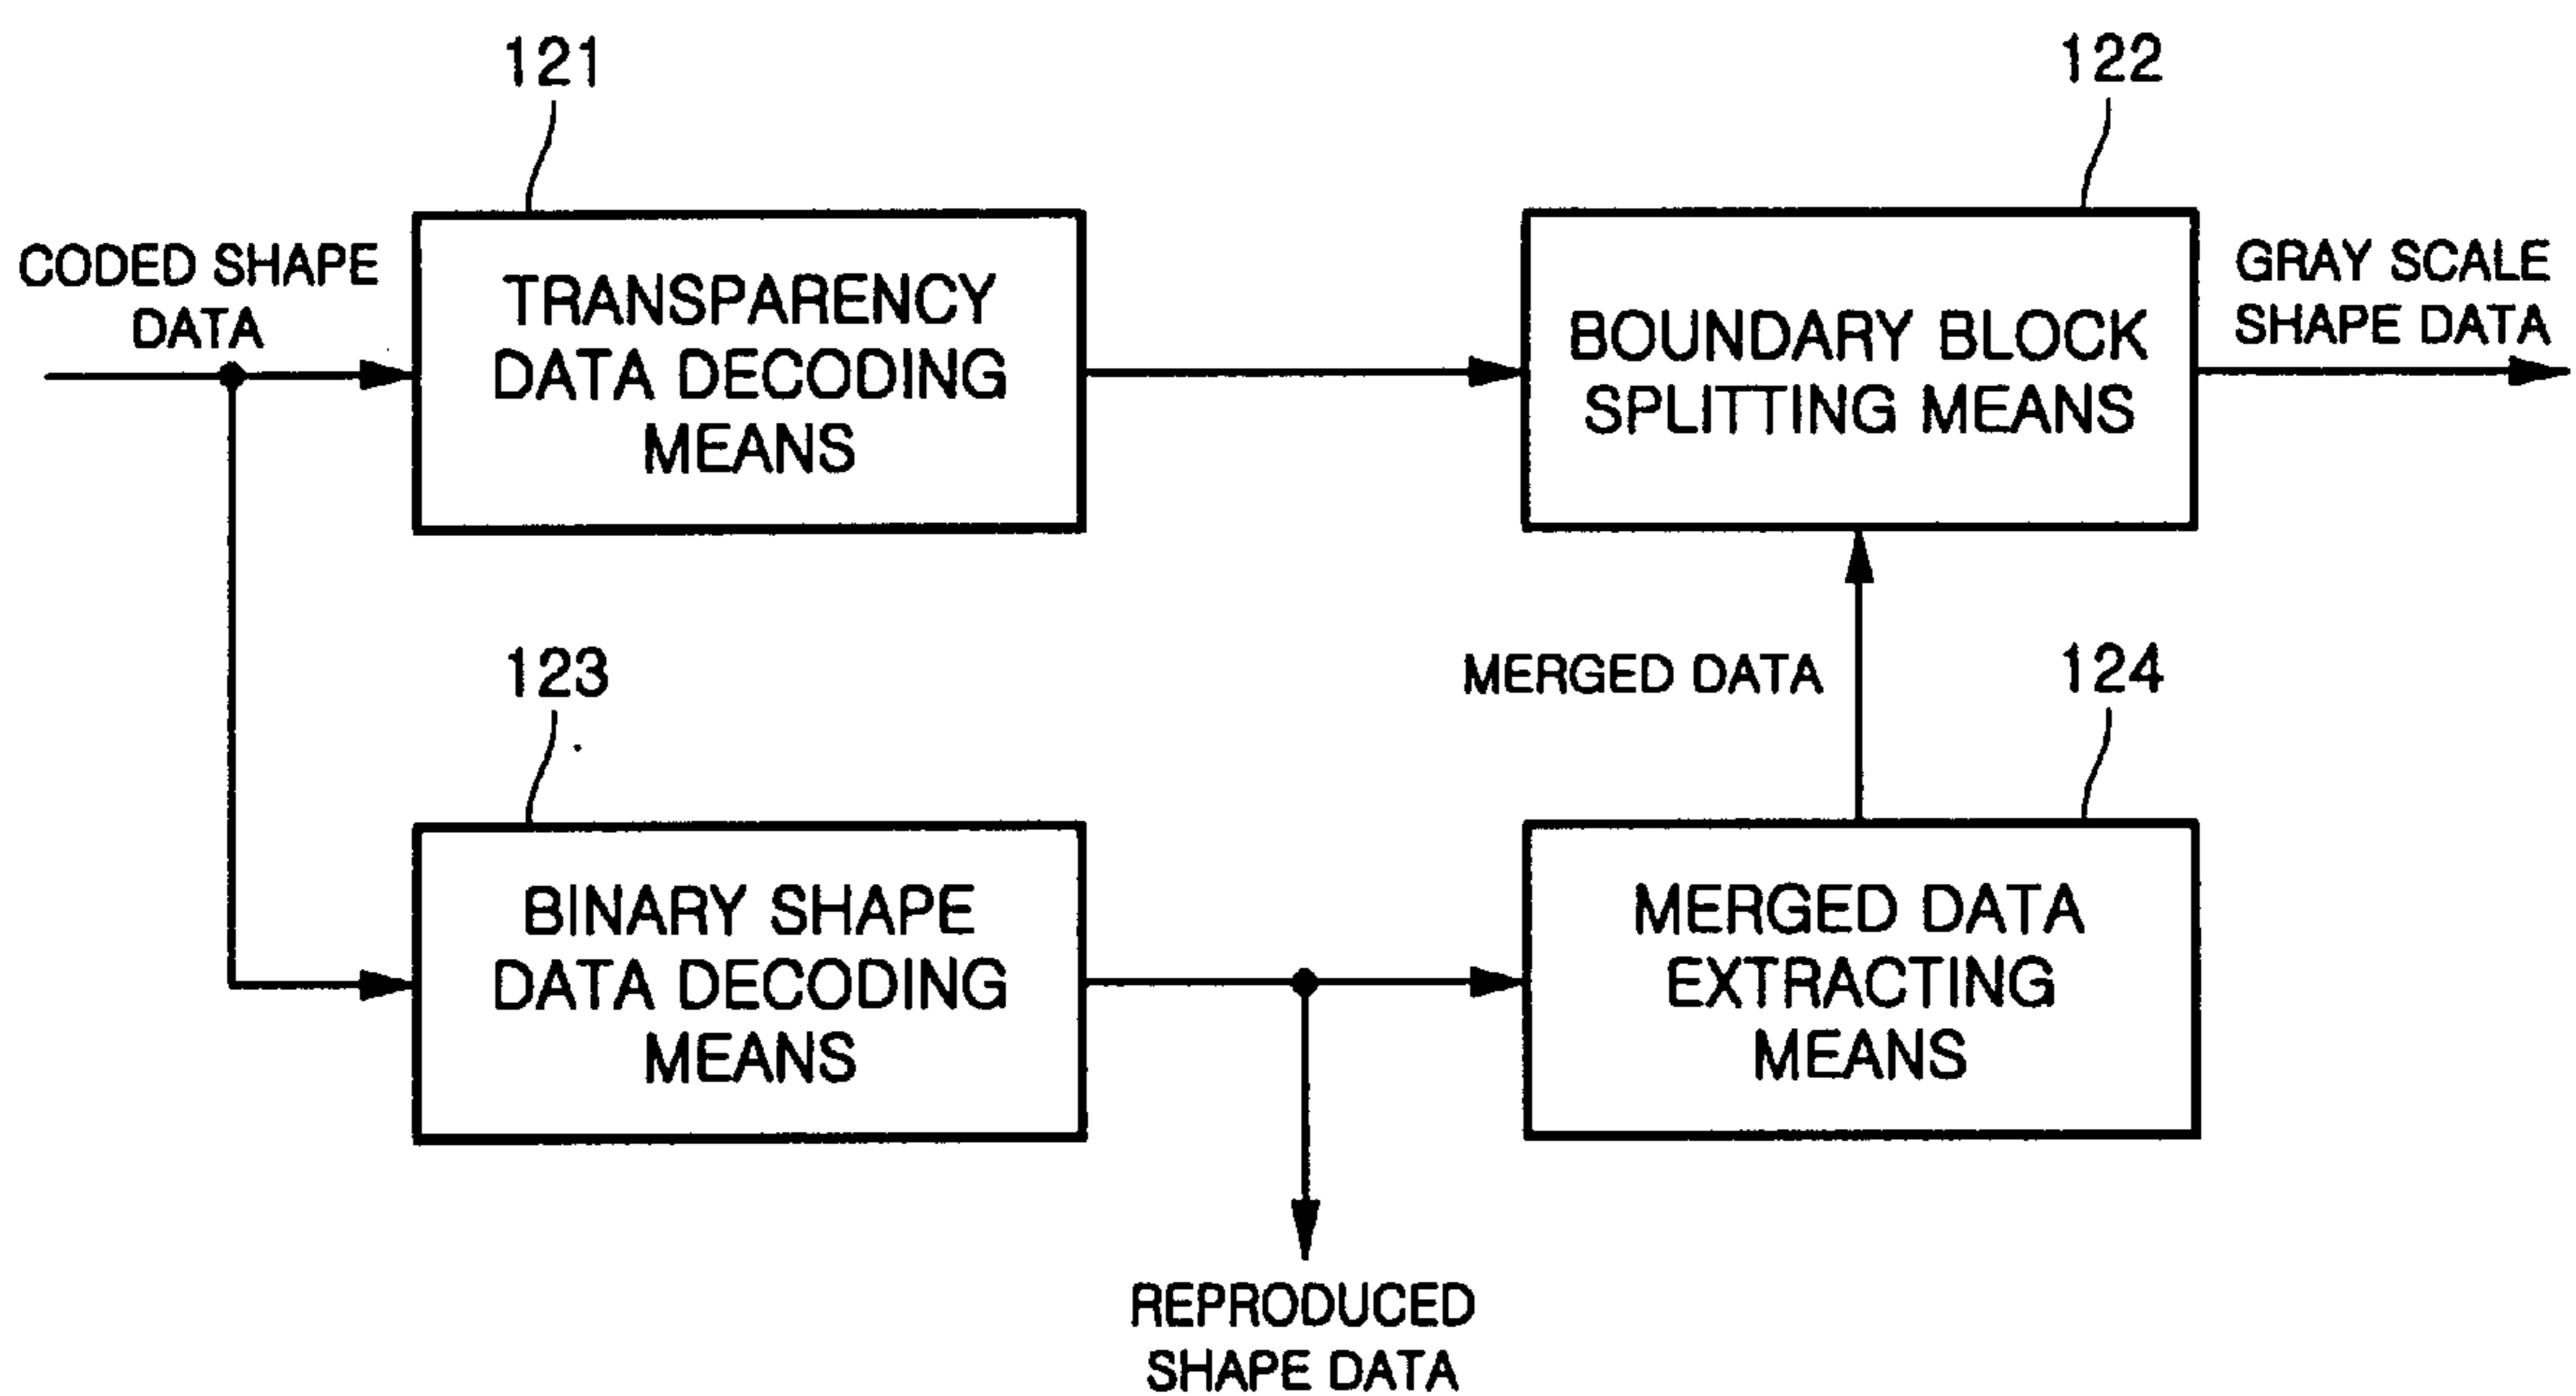 121
122
CODED SHAPE
DATA
TRANSPARENCY
DATA DECODING
MEANS
BOUNDARY BLOCK
SPLITTING MEANS
GRAY SCALE
SHAPE DATA
MERGED DATA
123
124
BINARY SHAPE
DATA DECODING
MEANS
MERGED DATA
EXTRACTING
MEANS
REPRODUCED
SHAPE DATA